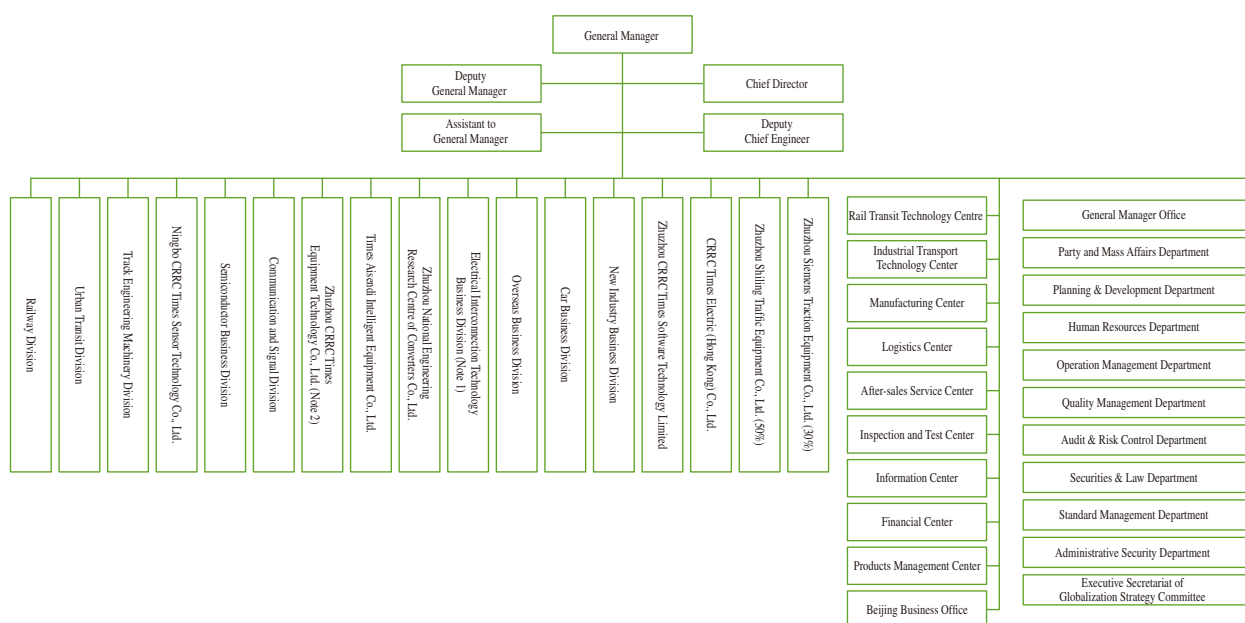 General Manager
Deputy
General Manager
Chief Director
Assistant to
General Manager
Deputy
Chief Engineer
Railway Division
Urban Transit Division
Track Engineering Machinery Division
Ningbo CRRC Times Sensor Technology Co., Ltd.
Semiconductor Business Division
Communication and Signal Division
Zhuzhou CRRC Times
Equipment Technology Co., Ltd. (Note 2)
Times Aisendi Intelligent Equipment Co., Ltd.
Zhuzhou National Engineering
Research Centre of Converters Co., Ltd.
Electrical Interconnection Technology
Business Division (Note 1)
Overseas Business Division
Car Business Division
New Industry Business Division
Zhuzhou CRRC Times Software Technology Limited
CRRC Times Electric (Hong Kong) Co., Ltd.
Zhuzhou Shiling Traffic Equipment Co., Ltd. (50%)
Zhuzhou Siemens Traction Equipment Co., Ltd. (30%)
Rail Transit Technology Centre
Industrial Transport
Technology Center
Manufacturing Center
Logistics Center
After-sales Service Center
Inspection and Test Center
Information Center
Financial Center
Products Management Center
Beijing Business Office
General Manager Office
Party and Mass Affairs Department
Planning & Development Department
Human Resources Department
Operation Management Department
Quality Management Department
Audit & Risk Control Department
Securities & Law Department
Standard Management Department
Administrative Security Department
Executive Secretariat of
Globalization Strategy Committee